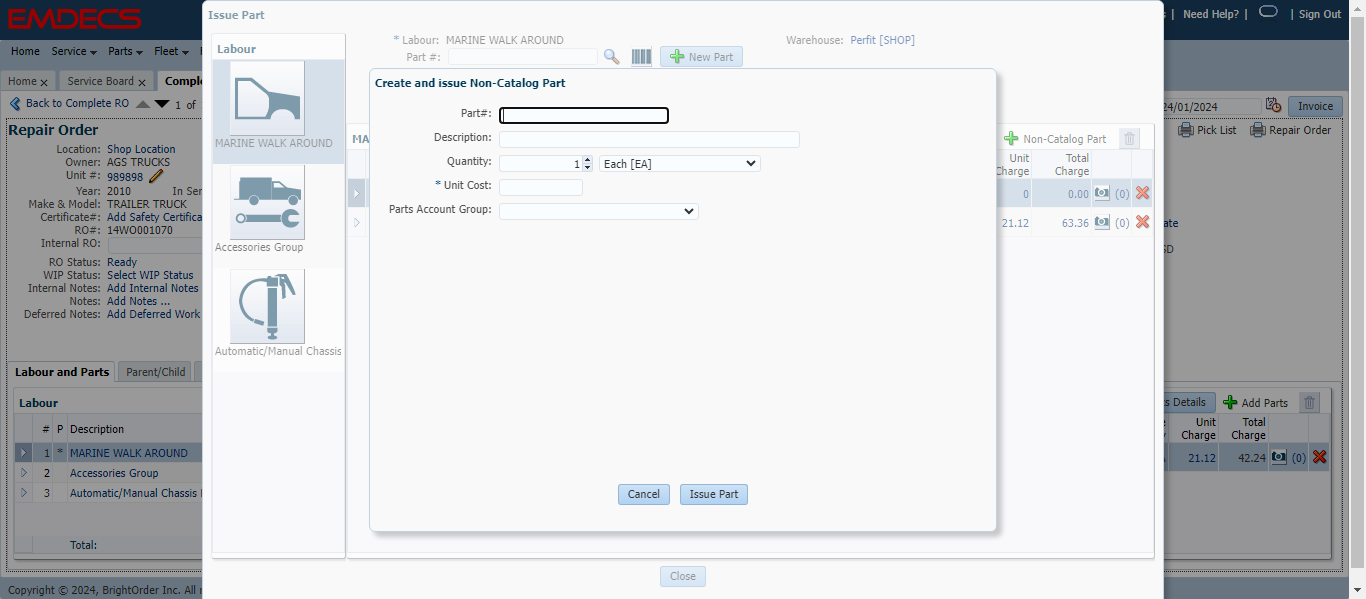 EMDECS
Need Help? | | Sign Out
Home Service Parts Fleet
Home x Service Board x Comple
Back to Complete RO 1 of
24/01/2024 Invoice
Pick List Repair Order
Repair Order
Location: Shop Location
Owner: AGS TRUCKS
Unit #: 989898
Year: 2010 In Ser
Make & Model: TRAILER TRUCK
Certificate#: Add Safety Certifica
RO#: 14WO001070
Internal RO:
RO Status: Ready
WIP Status: Select WIP Status
Internal Notes: Add Internal Notes
Notes: Add Notes ...
Deferred Notes: Add Deferred Work
Labour and Parts Parent/Child
Labour
# P Description
1 * MARINE WALK AROUND
2 Accessories Group
3 Automatic/Manual Chassis
Total:
Copyright © 2024, BrightOrder Inc. All r
Issue Part
Labour
MARINE WALK AROUND
Accessories Group
Automatic/Manual Chassis
* Labour: MARINE WALK AROUND
Warehouse: Perfit [SHOP]
Part #: New Part
MA
Non-Catalog Part
Unit Charge Total Charge
0 0.00 (0)
21.12 63.36 (0)
Create and issue Non-Catalog Part
Part#:
Description:
Quantity: 1 Each [EA]
* Unit Cost:
Parts Account Group:
Cancel Issue Part
Close
ate
SD
s Details Add Parts
Unit Charge Total Charge
21.12 42.24 (0)